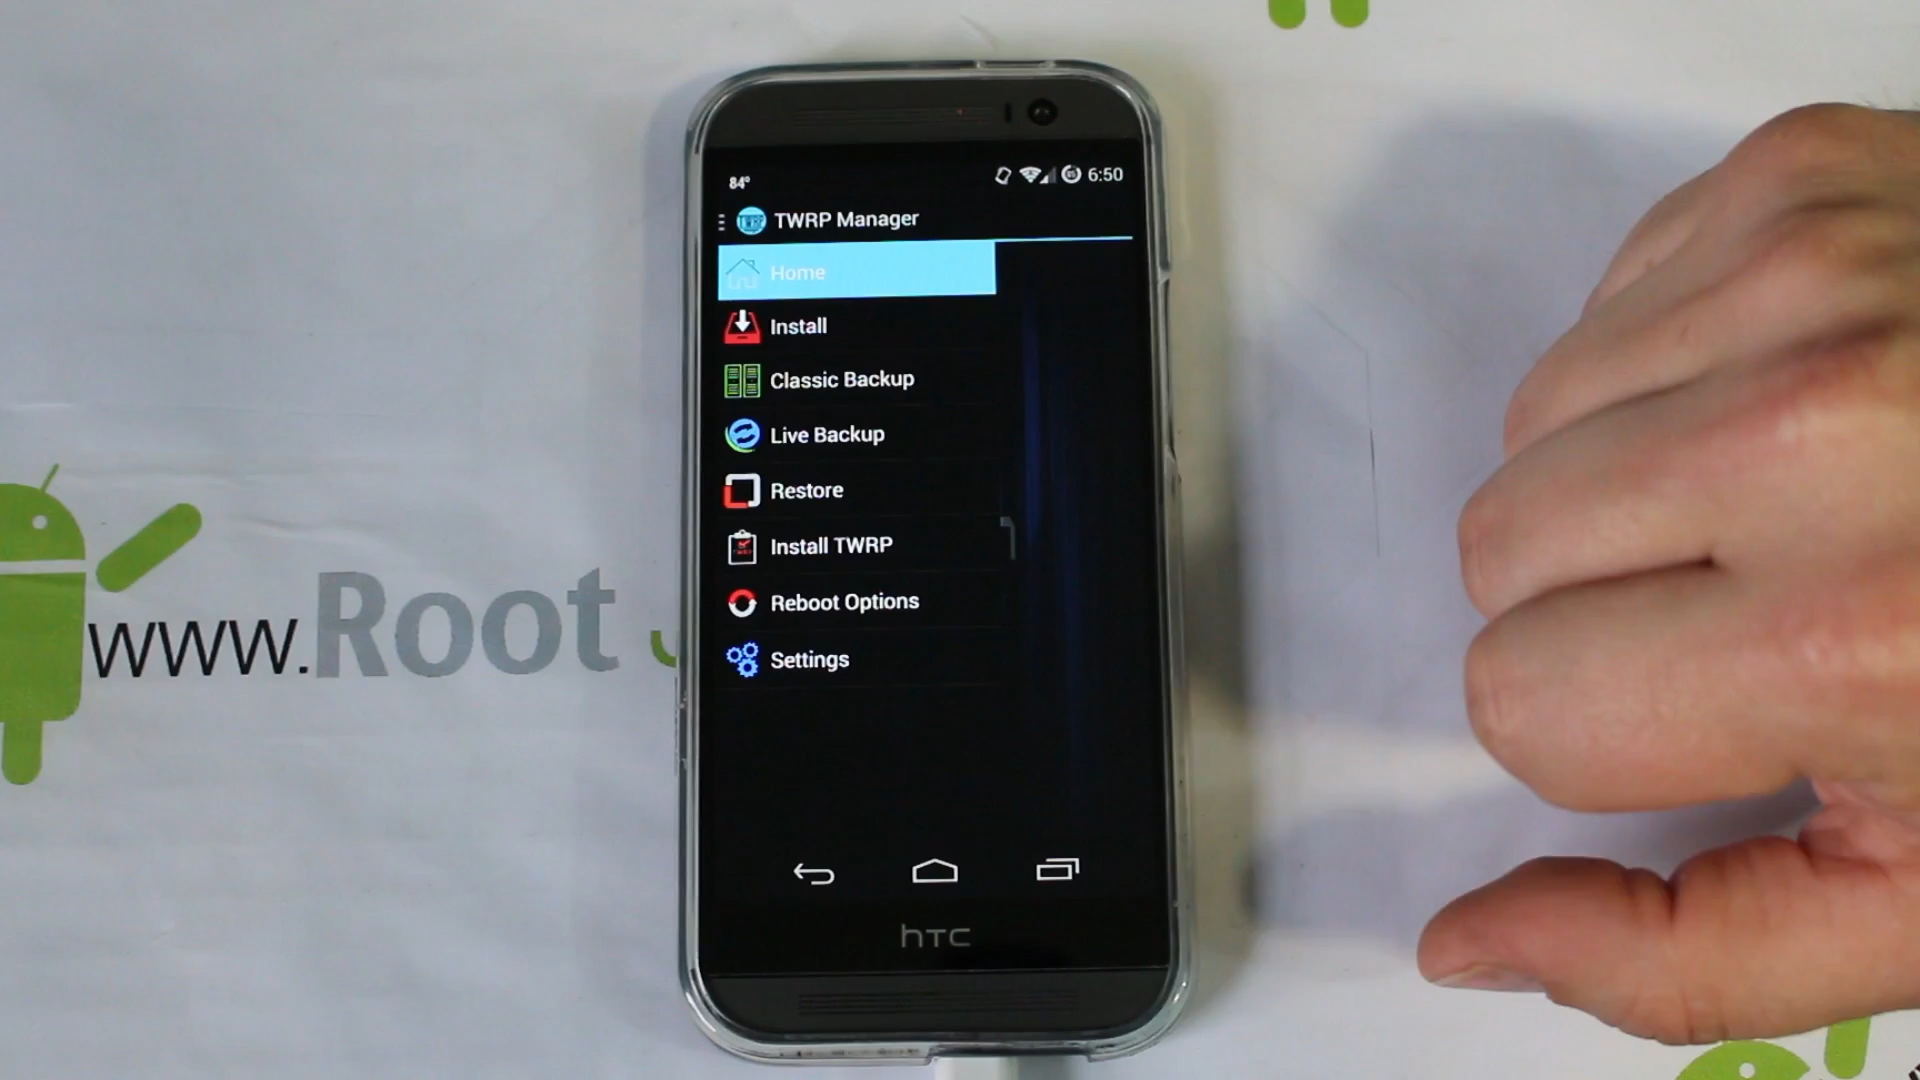 84°
6:50
TWRP Manager
Home
Install
Classic Backup
Live Backup
Restore
Install TWRP
Reboot Options
Settings
hTC
www.Root